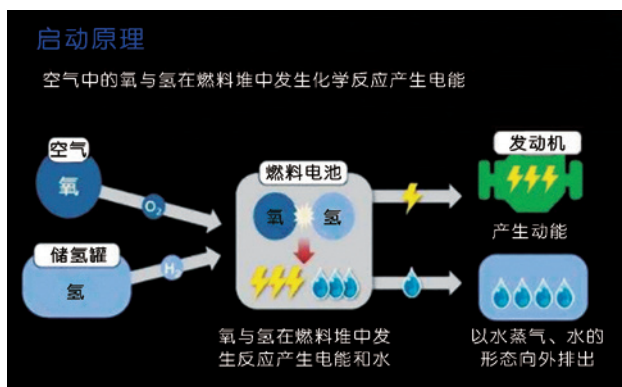 启动原理
空气中的氧与氢在燃料堆中发生化学反应产生电能
空气
氧
O₂
储氢罐
氢
H₂
燃料电池
氧 氢
氧与氢在燃料堆中发
生反应产生电能和水
发动机
产生动能
以水蒸气、水的
形态向外排出